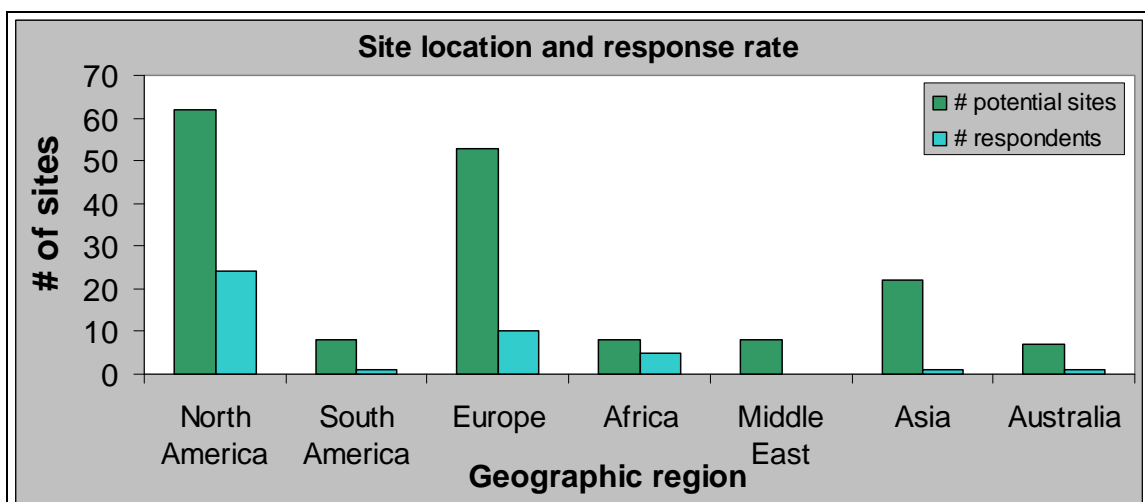 Site location and response rate
70
60
50
40
30
20
10
0
# of sites
# potential sites
# respondents
North America
South America
Europe
Africa
Middle East
Asia
Australia
Geographic region